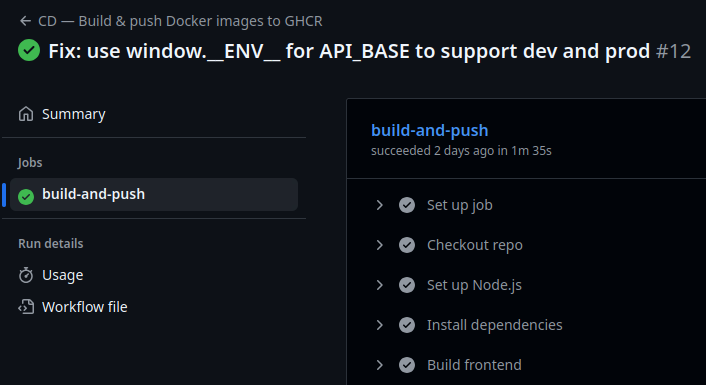 CD — Build & push Docker images to GHCR
Fix: use window.__ENV__ for API_BASE to support dev and prod #12
Summary
Jobs
build-and-push
Run details
Usage
Workflow file
build-and-push
succeeded 2 days ago in 1m 35s
Set up job
Checkout repo
Set up Node.js
Install dependencies
Build frontend